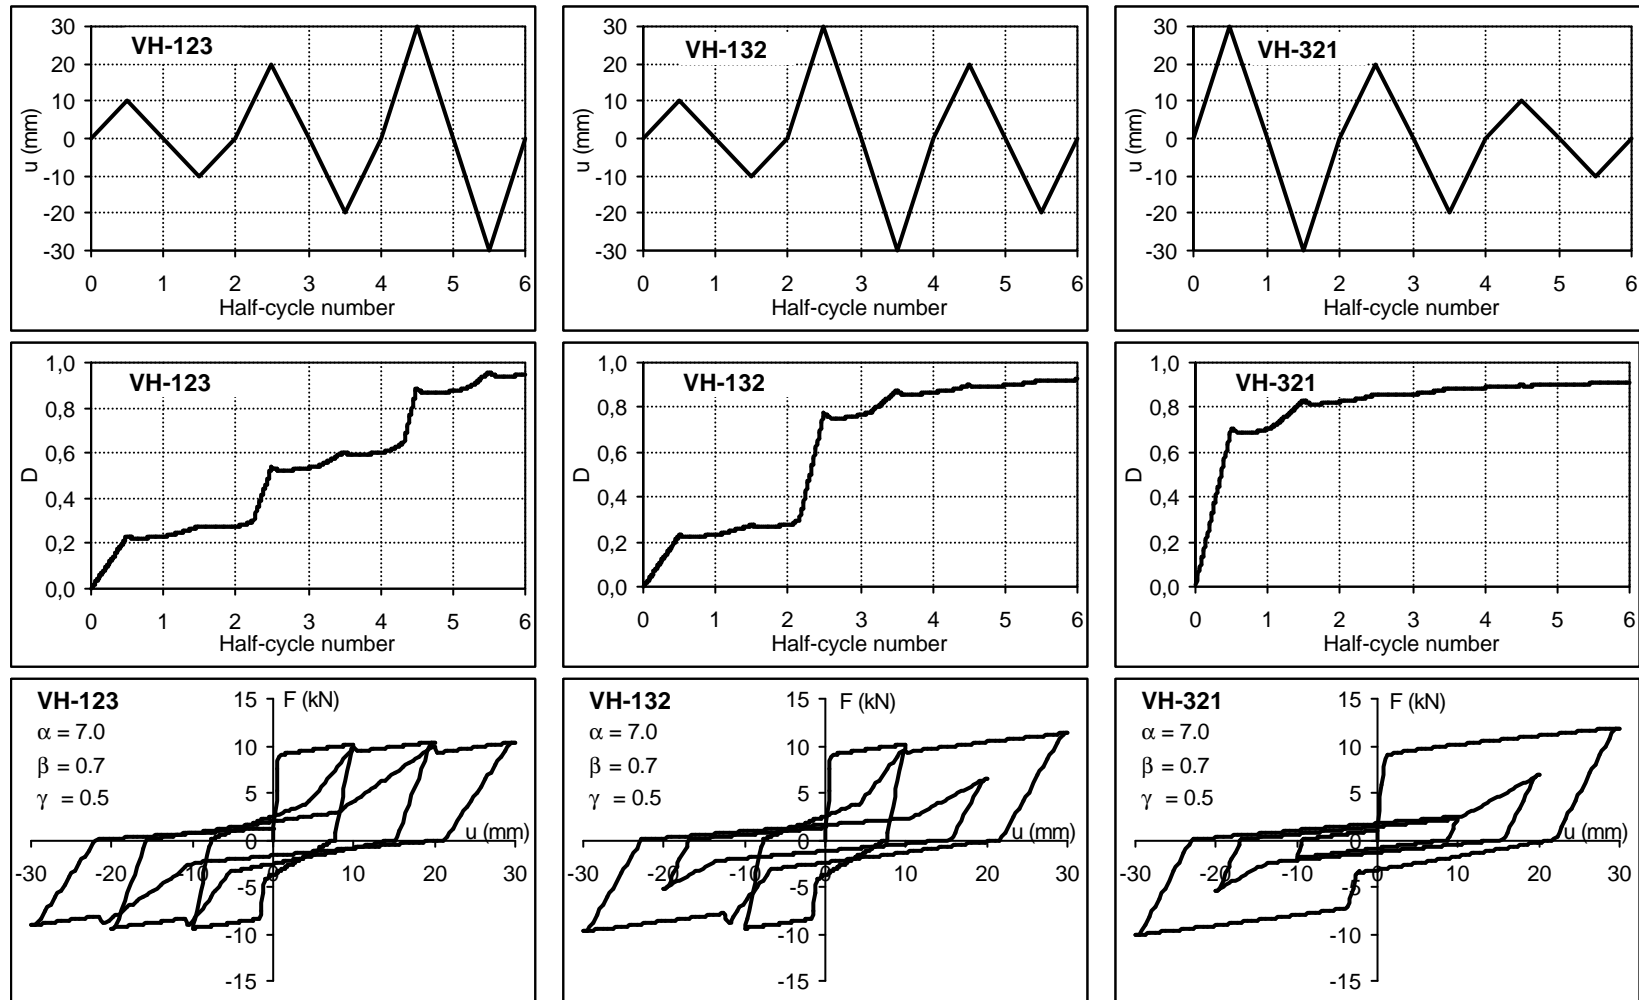 VH-123
30
20
10
0
-10
-20
-30
u (mm)
0 1 2 3 4 5 6
Half-cycle number
VH-132
30
20
10
0
-10
-20
-30
u (mm)
0 1 2 3 4 5 6
Half-cycle number
VH-321
30
20
10
0
-10
-20
-30
u (mm)
0 1 2 3 4 5 6
Half-cycle number
VH-123
1,0
0,8
0,6
0,4
0,2
0,0
D
0 1 2 3 4 5 6
Half-cycle number
VH-132
1,0
0,8
0,6
0,4
0,2
0,0
D
0 1 2 3 4 5 6
Half-cycle number
VH-321
1,0
0,8
0,6
0,4
0,2
0,0
D
0 1 2 3 4 5 6
Half-cycle number
VH-123
α = 7.0
β = 0.7
γ = 0.5
15 F (kN)
10
5
0
-5
-10
-15
u (mm)
-30 -20 -10 0 10 20 30
VH-132
α = 7.0
β = 0.7
γ = 0.5
15 F (kN)
10
5
0
-5
-10
-15
u (mm)
-30 -20 -10 0 10 20 30
VH-321
α = 7.0
β = 0.7
γ = 0.5
15 F (kN)
10
5
0
-5
-10
-15
u (mm)
-30 -20 -10 0 10 20 30